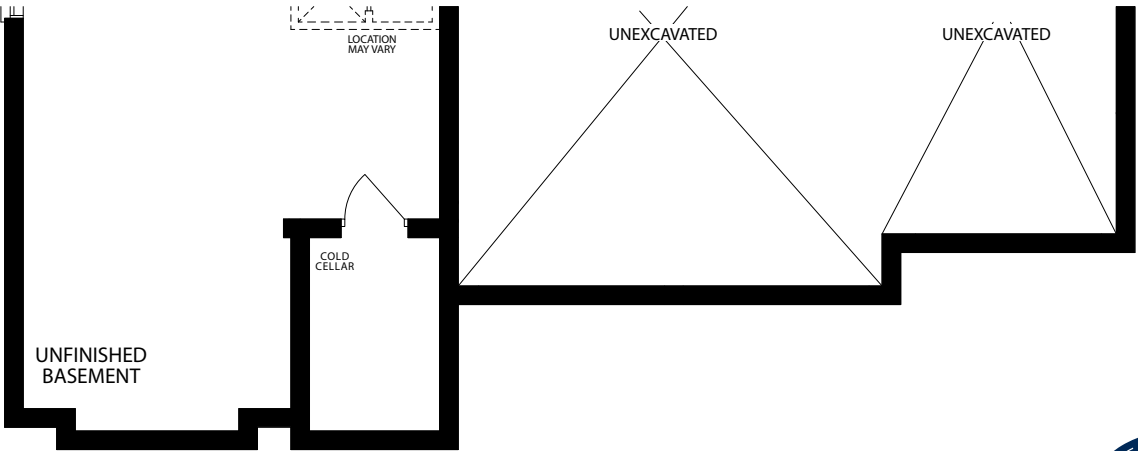 LOCATION
MAY VARY
UNEXCAVATED
UNEXCAVATED
COLD
CELLAR
UNFINISHED
BASEMENT